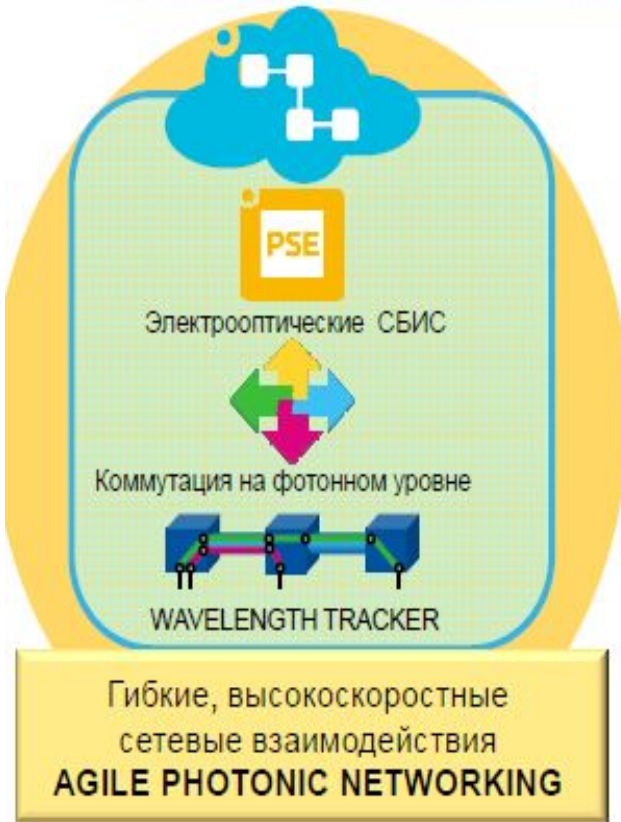 PSE
Электрооптические СБИС
Коммутация на фотонном уровне
WAVELENGTH TRACKER
Гибкие, высокоскоростные
сетевые взаимодействия
AGILE PHOTONIC NETWORKING